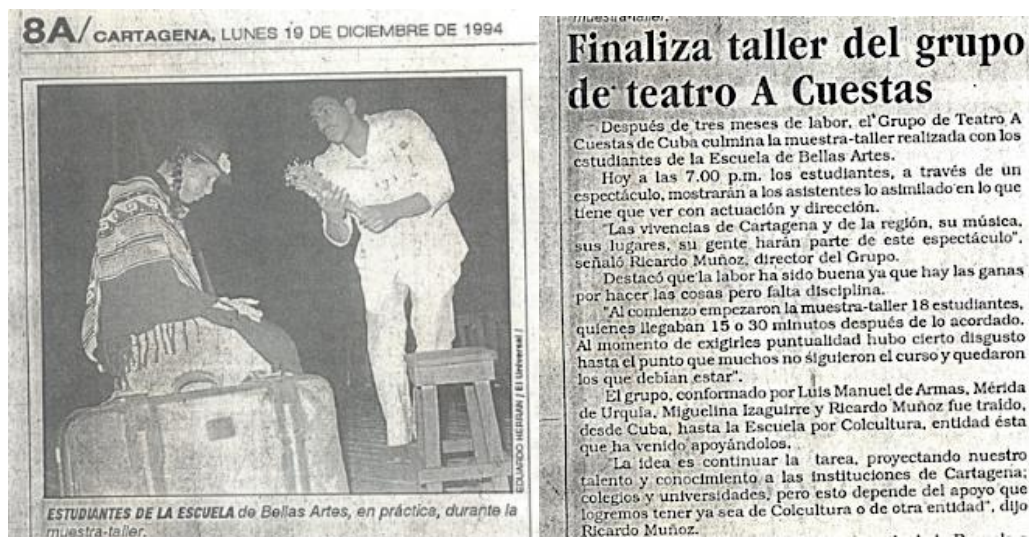 8A/ CARTAGENA, LUNES 19 DE DICIEMBRE DE 1994
EDUARDO HERRAN / El Universal /
ESTUDIANTES DE LA ESCUELA de Bellas Artes, en práctica, durante la
muestra-taller.
muestra-taller.
Finaliza taller del grupo
de teatro A Cuestas
Después de tres meses de labor, el Grupo de Teatro A
Cuestas de Cuba culmina la muestra-taller realizada con los
estudiantes de la Escuela de Bellas Artes.
Hoy a las 7.00 p.m. los estudiantes, a través de un
espectáculo, mostrarán a los asistentes lo asimilado en lo que
tiene que ver con actuación y dirección.
"Las vivencias de Cartagena y de la región, su música,
sus lugares, su gente harán parte de este espectáculo",
señaló Ricardo Muñoz, director del Grupo.
Destacó que la labor ha sido buena ya que hay las ganas
por hacer las cosas pero falta disciplina.
"Al comienzo empezaron la muestra-taller 18 estudiantes,
quienes llegaban 15 o 30 minutos después de lo acordado.
Al momento de exigirles puntualidad hubo cierto disgusto
hasta el punto que muchos no siguieron el curso y quedaron
los que debían estar".
El grupo, conformado por Luis Manuel de Armas, Mérida
de Urquía, Miguelina Izaguirre y Ricardo Muñoz fue traído,
desde Cuba, hasta la Escuela por Colcultura, entidad ésta
que ha venido apoyándolos.
"La idea es continuar la tarea, proyectando nuestro
talento y conocimiento a las instituciones de Cartagena;
colegios y universidades, pero esto depende del apoyo que
logremos tener ya sea de Colcultura o de otra entidad", dijo
Ricardo Muñoz.